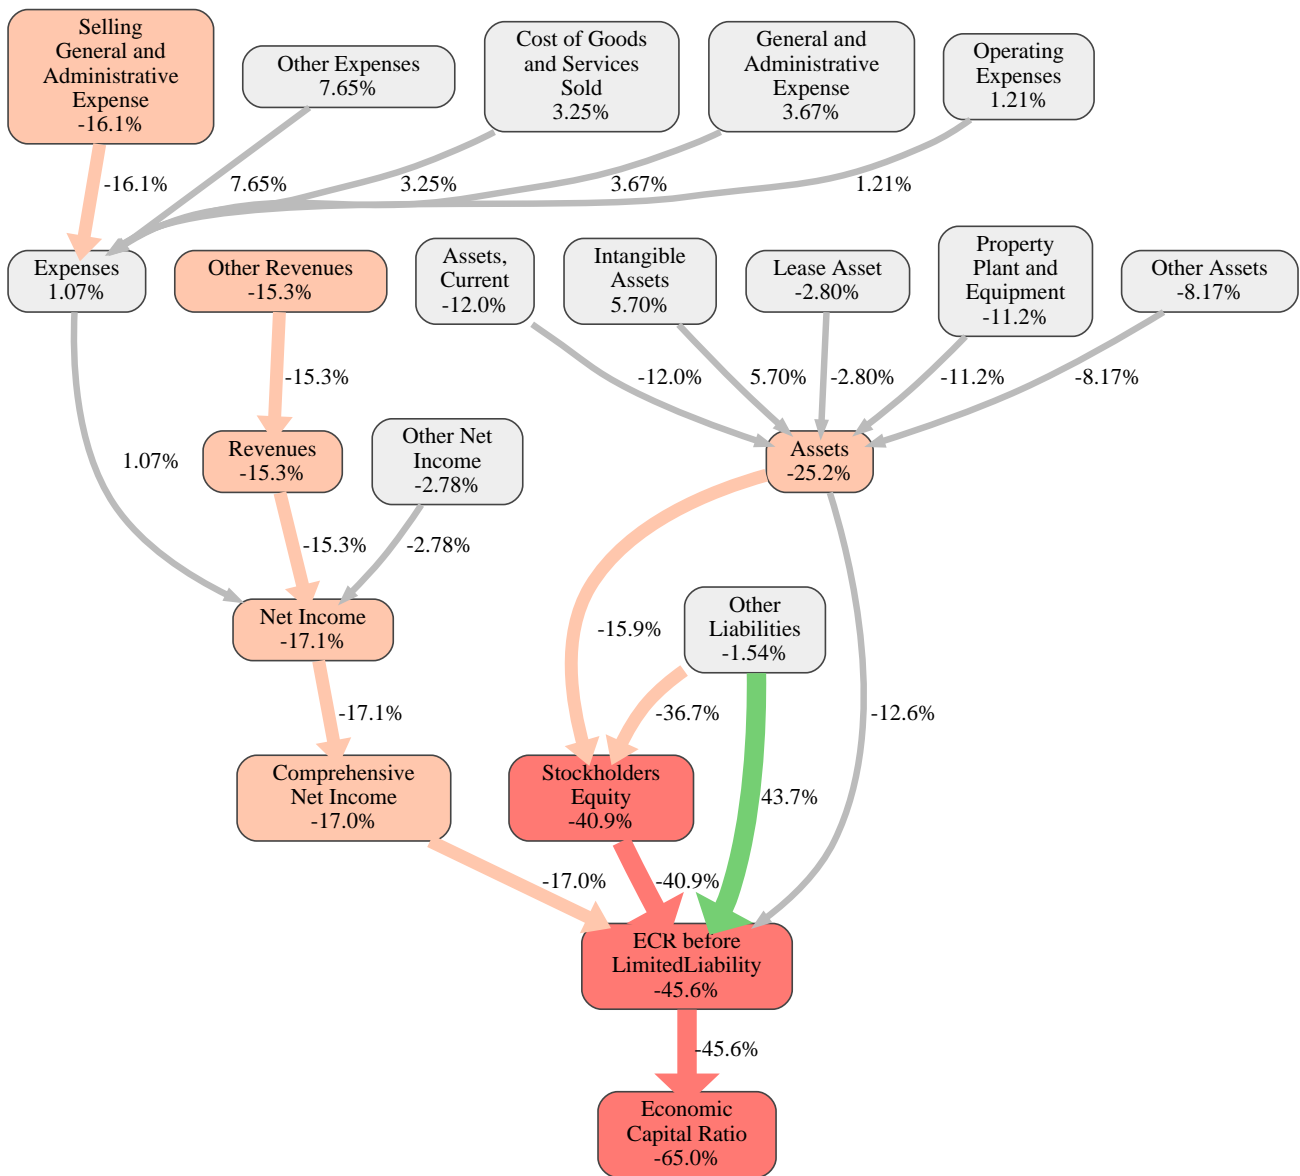 Selling
General and
Administrative
Expense
-16.1%
Other Expenses
7.65%
Cost of Goods
and Services
Sold
3.25%
General and
Administrative
Expense
3.67%
Operating
Expenses
1.21%
-16.1%
7.65%
3.25%
3.67%
1.21%
Expenses
1.07%
Other Revenues
-15.3%
Assets,
Current
-12.0%
Intangible
Assets
5.70%
Lease Asset
-2.80%
Property
Plant and
Equipment
-11.2%
Other Assets
-8.17%
-15.3%
-12.0%
5.70%
-2.80%
-11.2%
-8.17%
1.07%
Revenues
-15.3%
Other Net
Income
-2.78%
Assets
-25.2%
-15.3%
-2.78%
Net Income
-17.1%
-15.9%
Other
Liabilities
-1.54%
-17.1%
-36.7%
-12.6%
Comprehensive
Net Income
-17.0%
Stockholders
Equity
-40.9%
43.7%
-17.0%
-40.9%
ECR before
LimitedLiability
-45.6%
-45.6%
Economic
Capital Ratio
-65.0%